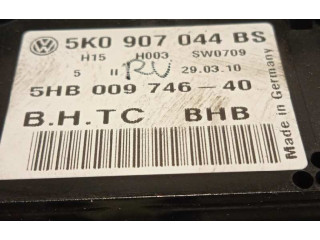 5K0 907 044 BS
H15 H003 SW0709
5 II RV 29.03.10
5HB 009 746-40
B.H.TC BHB
Made in Germany